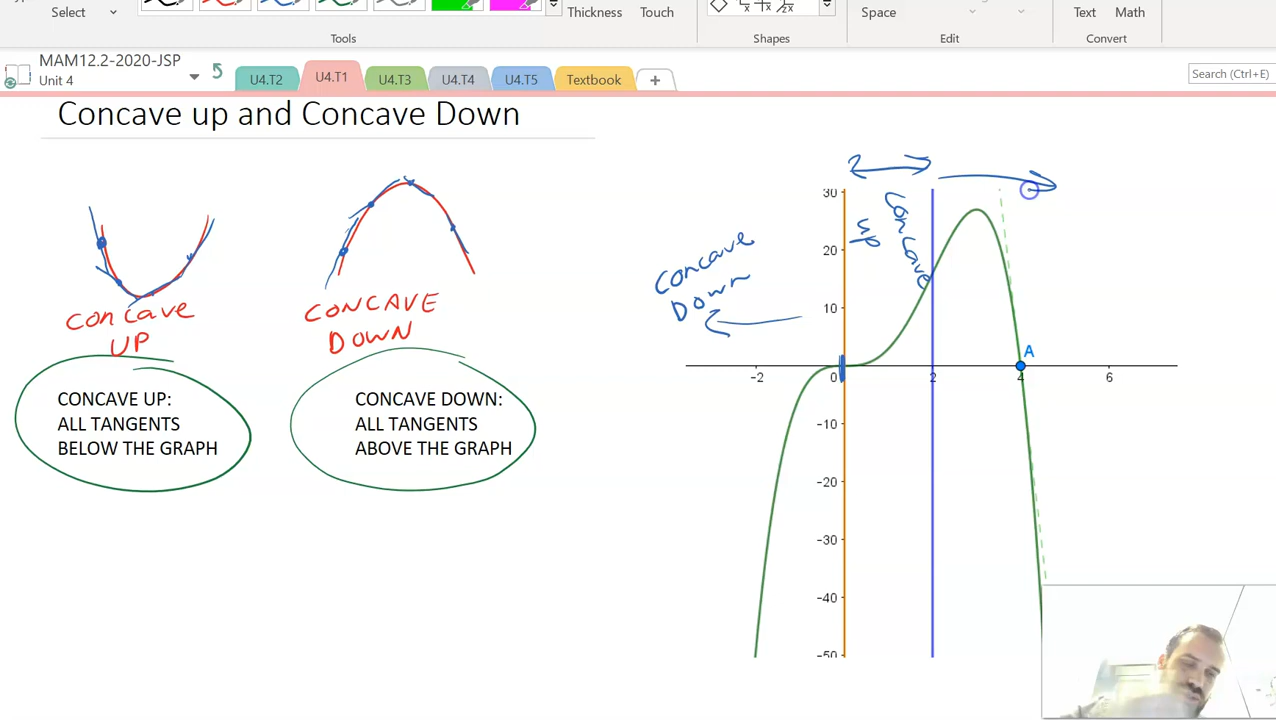 Select
Thickness
Touch
Space
Text
Math
Tools
Shapes
Edit
Convert
MAM12.2-2020-JSP
Unit 4
U4.T2
U4.T1
U4.T3
U4.T4
U4.T5
Textbook
+
Search (Ctrl+E)
Concave up and Concave Down
concave
UP
CONCAVE
DOWN
CONCAVE UP:
ALL TANGENTS
BELOW THE GRAPH
CONCAVE DOWN:
ALL TANGENTS
ABOVE THE GRAPH
Concave
Down
Concave
up
30
20
10
A
-2
0
2
4
6
-10
-20
-30
-40
-50